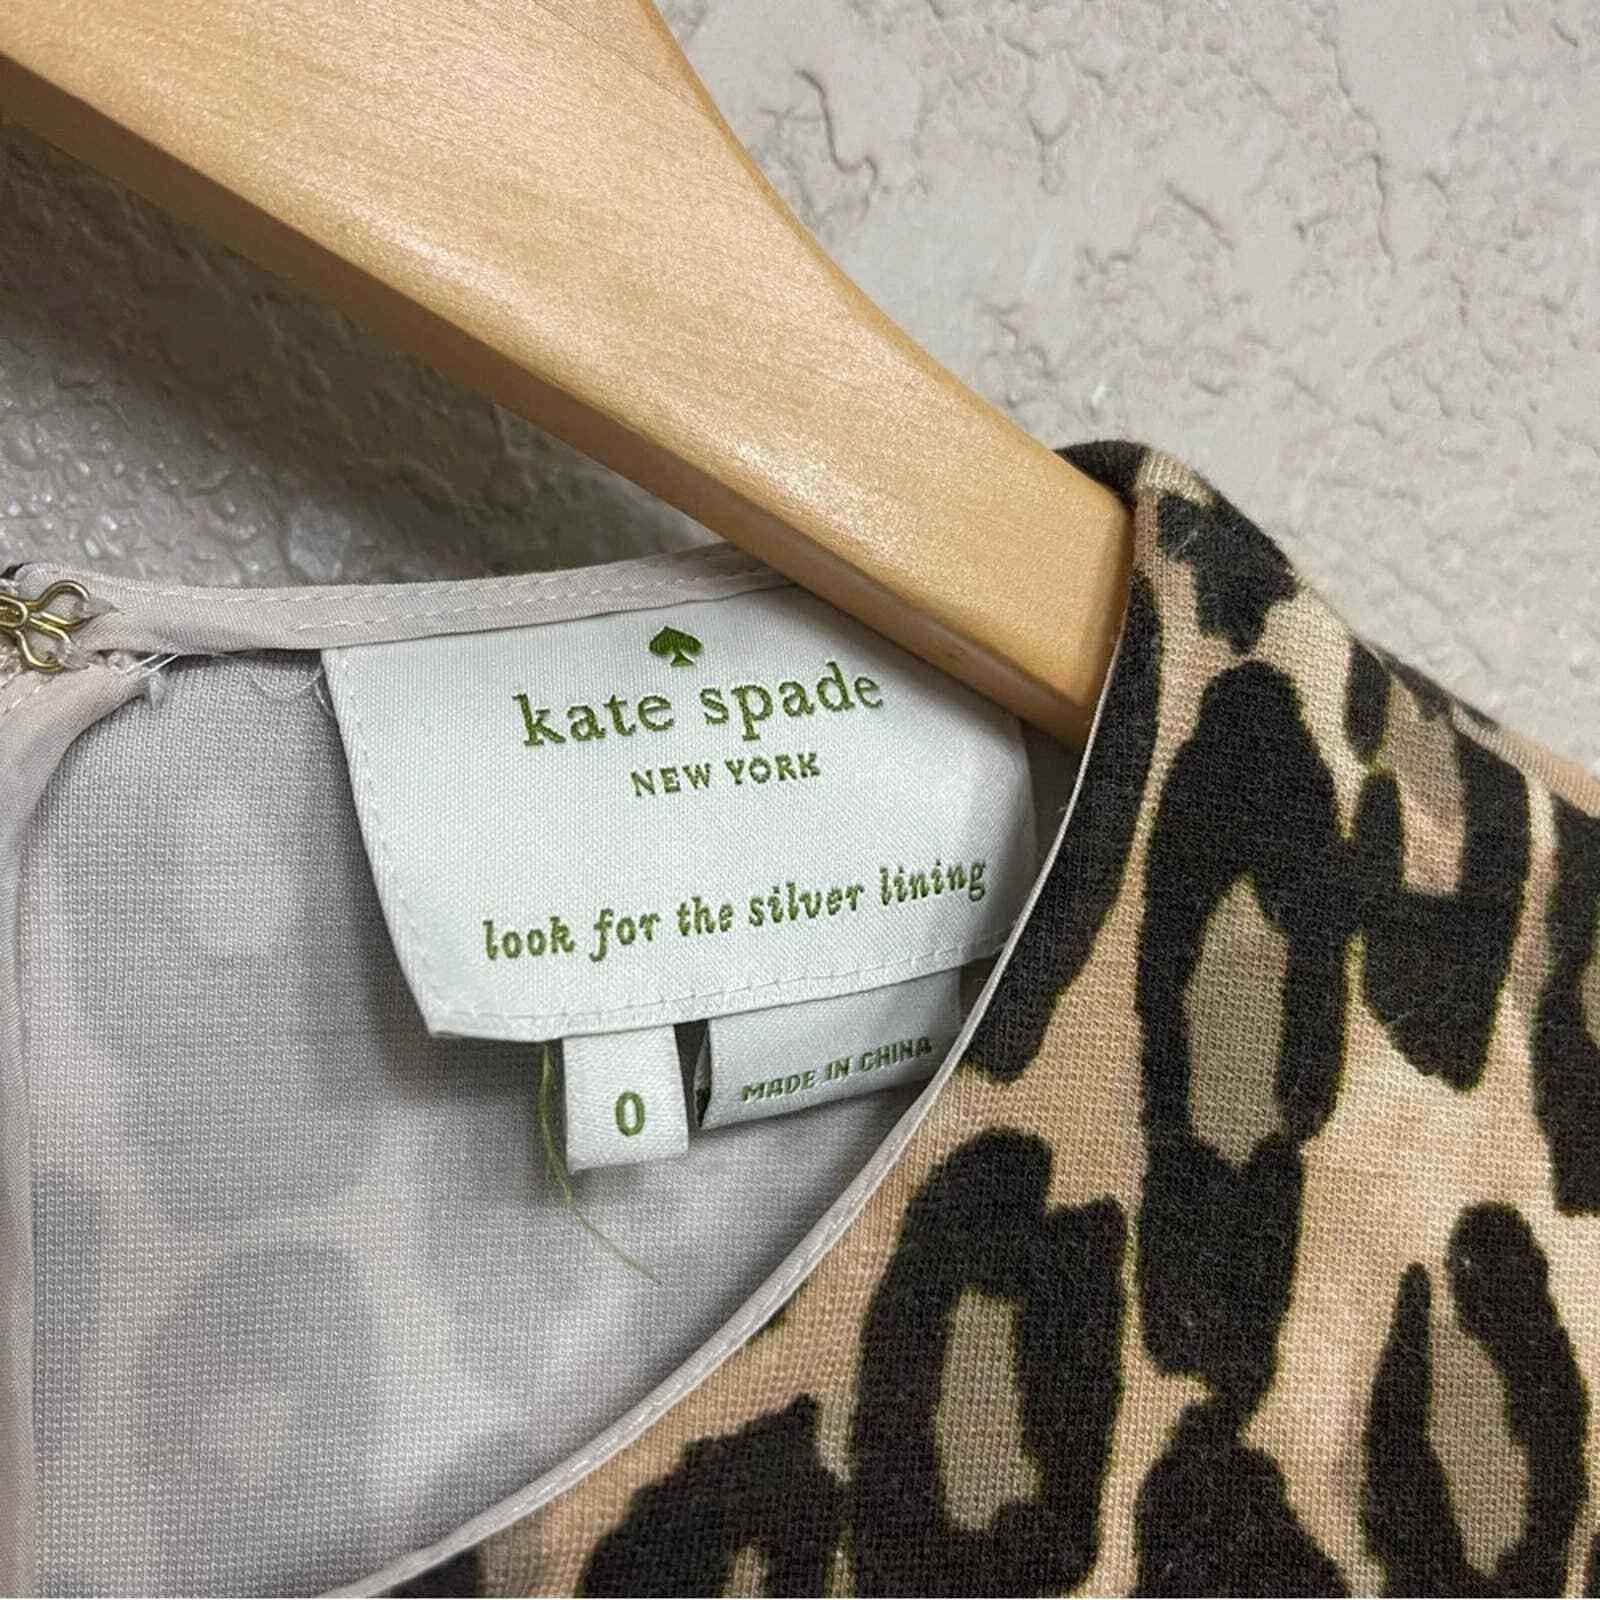 kate spade
NEW YORK
look for the silver lining
0
MADE IN CHINA